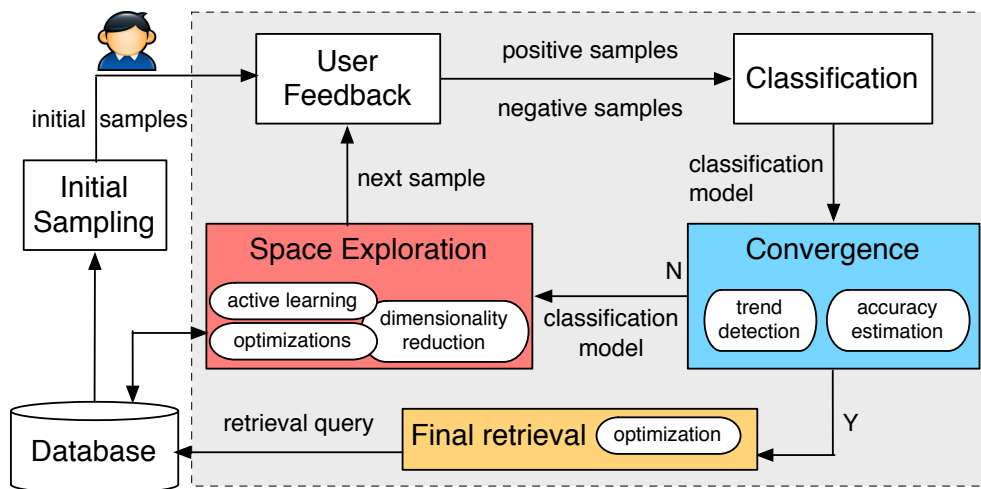 User
Feedback
positive samples
negative samples
Classification
initial samples
Initial
Sampling
next sample
classification
model
Space Exploration
active learning
optimizations
dimensionality
reduction
N
classification
model
Convergence
trend
detection
accuracy
estimation
Y
retrieval query
Final retrieval
optimization
Database